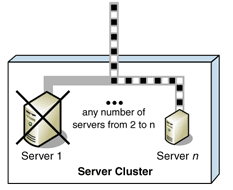 •••
any number of
servers from 2 to n
Server 1
Server n
Server Cluster